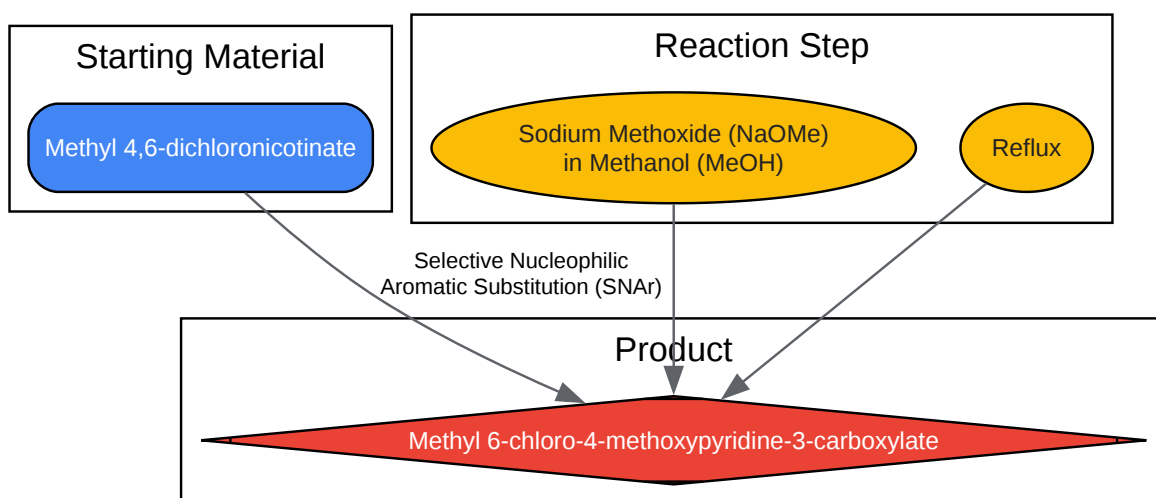 Starting Material
Reaction Step
Methyl 4,6-dichloronicotinate
Sodium Methoxide (NaOMe)
in Methanol (MeOH)
Reflux
Selective Nucleophilic
Aromatic Substitution (SNAr)
Product
Methyl 6-chloro-4-methoxypyridine-3-carboxylate